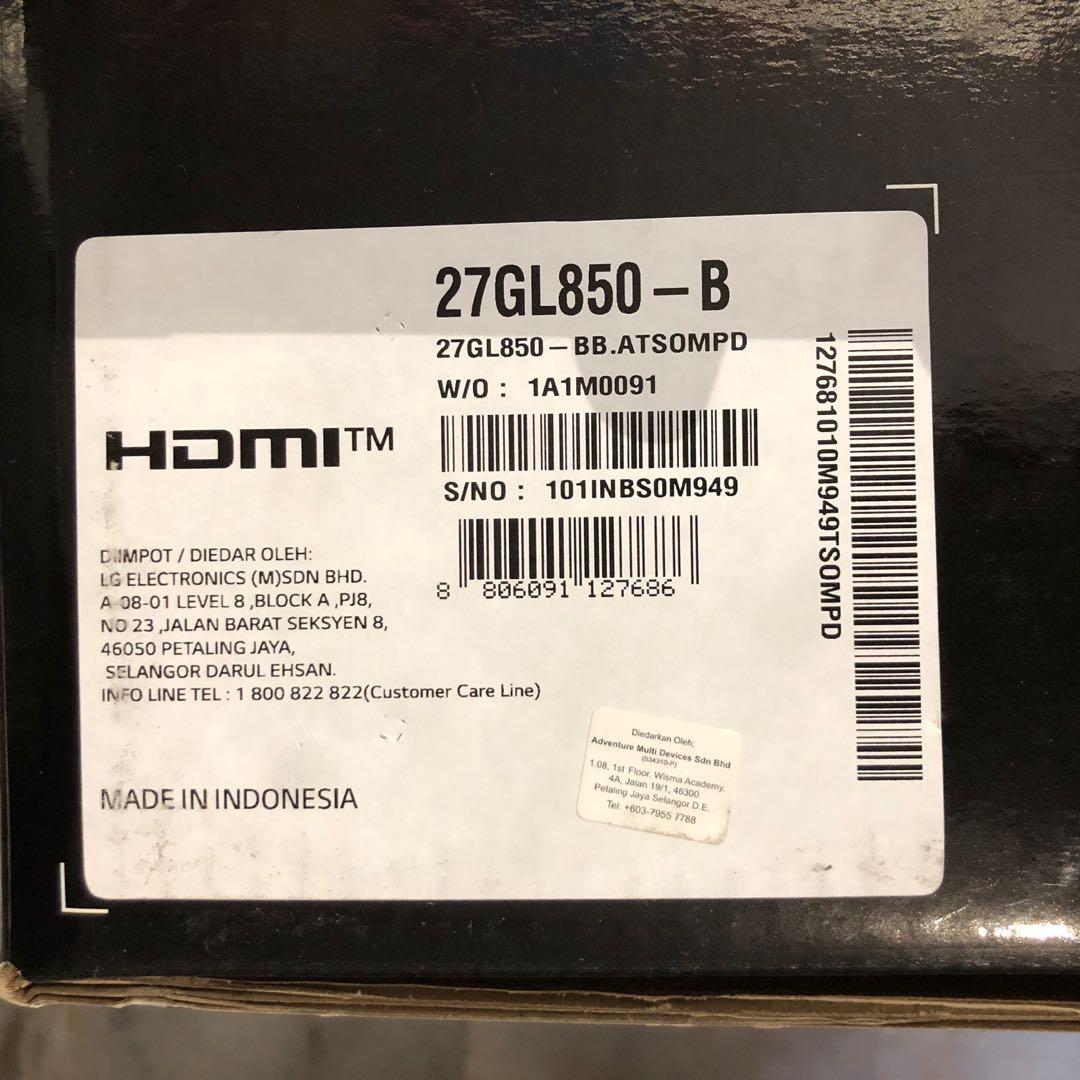 27GL850-B
27GL850-BB.ATSOMPD
W/O : 1A1M0091
HDMI™
S/NO : 101INBS0M949
8 806091 127686
127681010M949TSOMPD
DIIMPOT / DIEDAR OLEH:
LG ELECTRONICS (M)SDN BHD.
A-08-01 LEVEL 8 ,BLOCK A ,PJ8,
NO 23 ,JALAN BARAT SEKSYEN 8,
46050 PETALING JAYA,
SELANGOR DARUL EHSAN.
INFO LINE TEL : 1 800 822 822(Customer Care Line)
MADE IN INDONESIA
Diedarkan Oleh;
Adventure Multi Devices Sdn Bhd
(534310-P)
1.08, 1st Floor, Wisma Academy,
4A, Jalan 19/1, 46300
Petaling Jaya Selangor D.E.
Tel: +603-7955 7788